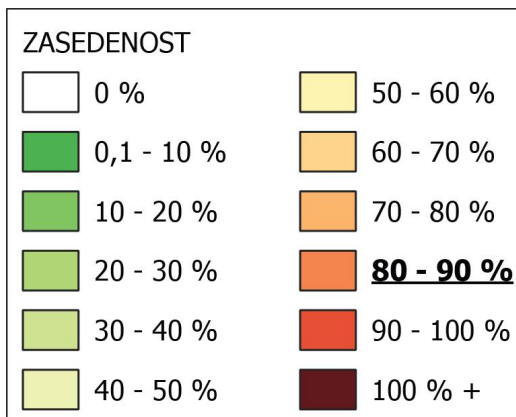 ZASEDENOST
0 %
0,1 - 10 %
10 - 20 %
20 - 30 %
30 - 40 %
40 - 50 %
50 - 60 %
60 - 70 %
70 - 80 %
80 - 90 %
90 - 100 %
100 % +